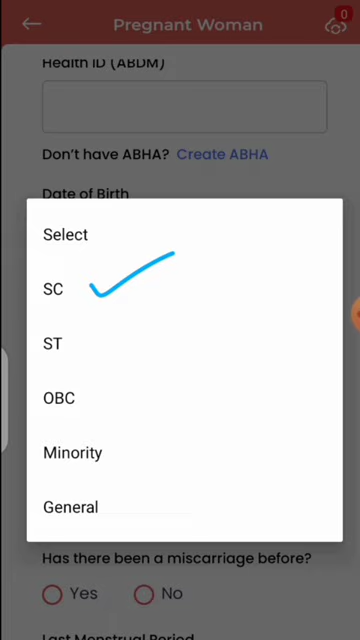 Pregnant Woman
0
Health ID (ABDM)
Don't have ABHA? Create ABHA
Date of Birth
Select
SC
ST
OBC
Minority
General
Has there been a miscarriage before?
Yes No
Last Menstrual Period